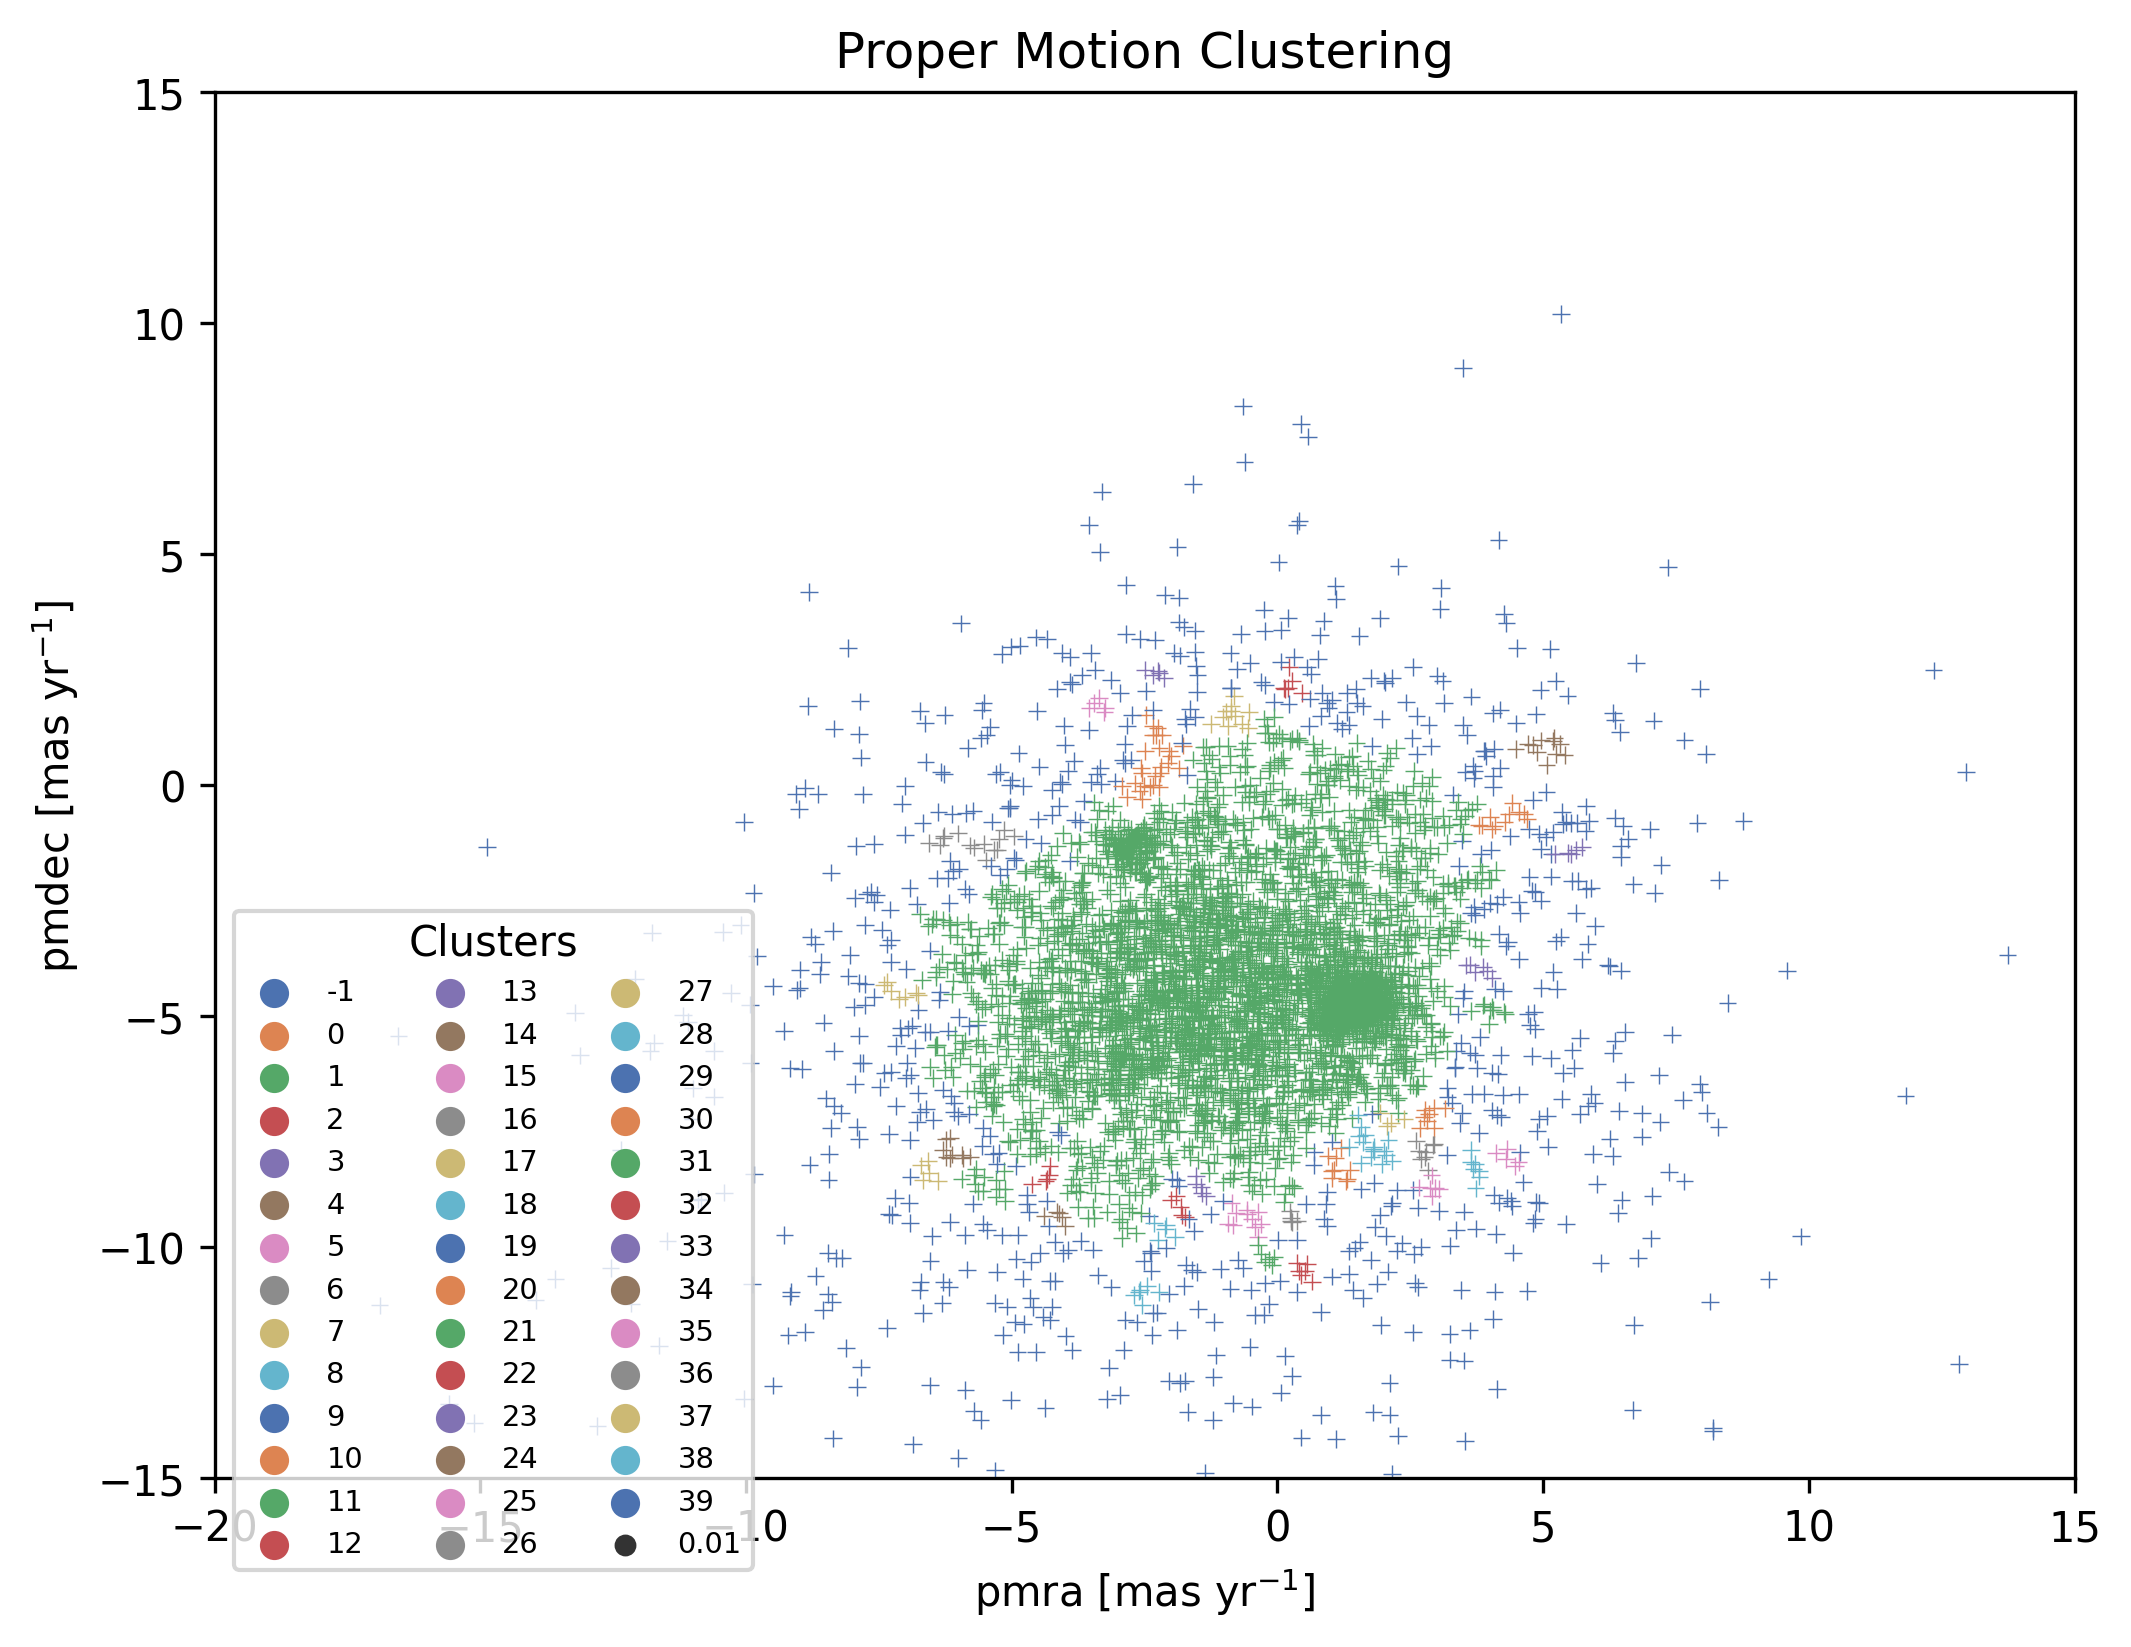 Proper Motion Clustering
15
10
5
0
−5
−10
−15
pmdec [mas yr−1]
Clusters
-1 13 27
0 14 28
1 15 29
2 16 30
3 17 31
4 18 32
5 19 33
6 20 34
7 21 35
8 22 36
9 23 37
10 24 38
11 25 39
12 26 0.01
−20 −15 −10 −5 0 5 10 15
pmra [mas yr−1]